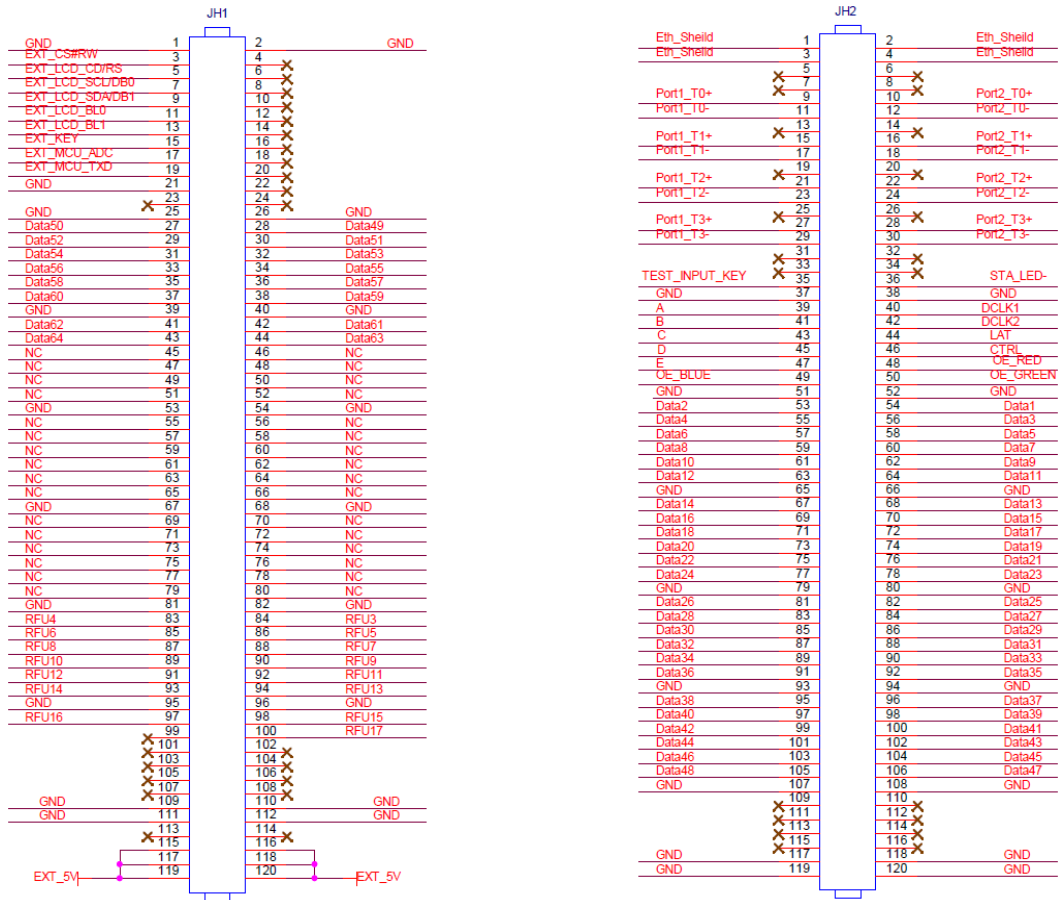 JH1
GND 1 2 GND
EXT_CS#RW 3 4
EXT_LCD_CD/RS 5 6
EXT_LCD_SCL/DB0 7 8
EXT_LCD_SDA/DB1 9 10
EXT_LCD_BL0 11 12
EXT_LCD_BL1 13 14
EXT_KEY 15 16
EXT_MCU_ADC 17 18
EXT_MCU_TXD 19 20
GND 21 22
23 24
GND 25 26 GND
Data50 27 28 Data49
Data52 29 30 Data51
Data54 31 32 Data53
Data56 33 34 Data55
Data58 35 36 Data57
Data60 37 38 Data59
GND 39 40 GND
Data62 41 42 Data61
Data64 43 44 Data63
NC 45 46 NC
NC 47 48 NC
NC 49 50 NC
NC 51 52 NC
GND 53 54 GND
NC 55 56 NC
NC 57 58 NC
NC 59 60 NC
NC 61 62 NC
NC 63 64 NC
NC 65 66 NC
GND 67 68 GND
NC 69 70 NC
NC 71 72 NC
NC 73 74 NC
NC 75 76 NC
NC 77 78 NC
NC 79 80 NC
GND 81 82 GND
RFU4 83 84 RFU3
RFU6 85 86 RFU5
RFU8 87 88 RFU7
RFU10 89 90 RFU9
RFU12 91 92 RFU11
RFU14 93 94 RFU13
GND 95 96 GND
RFU16 97 98 RFU15
99 100 RFU17
101 102
103 104
105 106
107 108
GND 109 110 GND
GND 111 112 GND
113 114
115 116
117 118
EXT_5V 119 120 EXT_5V
JH2
Eth_Sheild 1 2 Eth_Sheild
Eth_Sheild 3 4 Eth_Sheild
5 6
7 8
Port1_T0+ 9 10 Port2_T0+
Port1_T0- 11 12 Port2_T0-
13 14
Port1_T1+ 15 16 Port2_T1+
Port1_T1- 17 18 Port2_T1-
19 20
Port1_T2+ 21 22 Port2_T2+
Port1_T2- 23 24 Port2_T2-
25 26
Port1_T3+ 27 28 Port2_T3+
Port1_T3- 29 30 Port2_T3-
31 32
33 34
TEST_INPUT_KEY 35 36 STA_LED-
GND 37 38 GND
A 39 40 DCLK1
B 41 42 DCLK2
C 43 44 LAT
D 45 46 CTRL
E 47 48 OE_RED
OE_BLUE 49 50 OE_GREEN
GND 51 52 GND
Data2 53 54 Data1
Data4 55 56 Data3
Data6 57 58 Data5
Data8 59 60 Data7
Data10 61 62 Data9
Data12 63 64 Data11
GND 65 66 GND
Data14 67 68 Data13
Data16 69 70 Data15
Data18 71 72 Data17
Data20 73 74 Data19
Data22 75 76 Data21
Data24 77 78 Data23
GND 79 80 GND
Data26 81 82 Data25
Data28 83 84 Data27
Data30 85 86 Data29
Data32 87 88 Data31
Data34 89 90 Data33
Data36 91 92 Data35
GND 93 94 GND
Data38 95 96 Data37
Data40 97 98 Data39
Data42 99 100 Data41
Data44 101 102 Data43
Data46 103 104 Data45
Data48 105 106 Data47
GND 107 108 GND
109 110
111 112
113 114
115 116
GND 117 118 GND
GND 119 120 GND